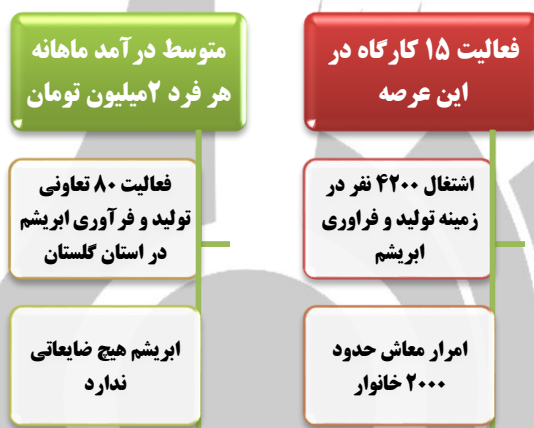 فعالیت ۱۵ کارگاه در
این عرصه
اشتغال ۴۲۰۰ نفر در
زمینه تولید و فراوری
ابریشم
امرار معاش حدود
۲۰۰۰ خانوار
متوسط درآمد ماهانه
هر فرد ۲میلیون تومان
فعالیت ۸۰ تعاونی
تولید و فرآوری ابریشم
در استان گلستان
ابریشم هیچ ضایعاتی
ندارد